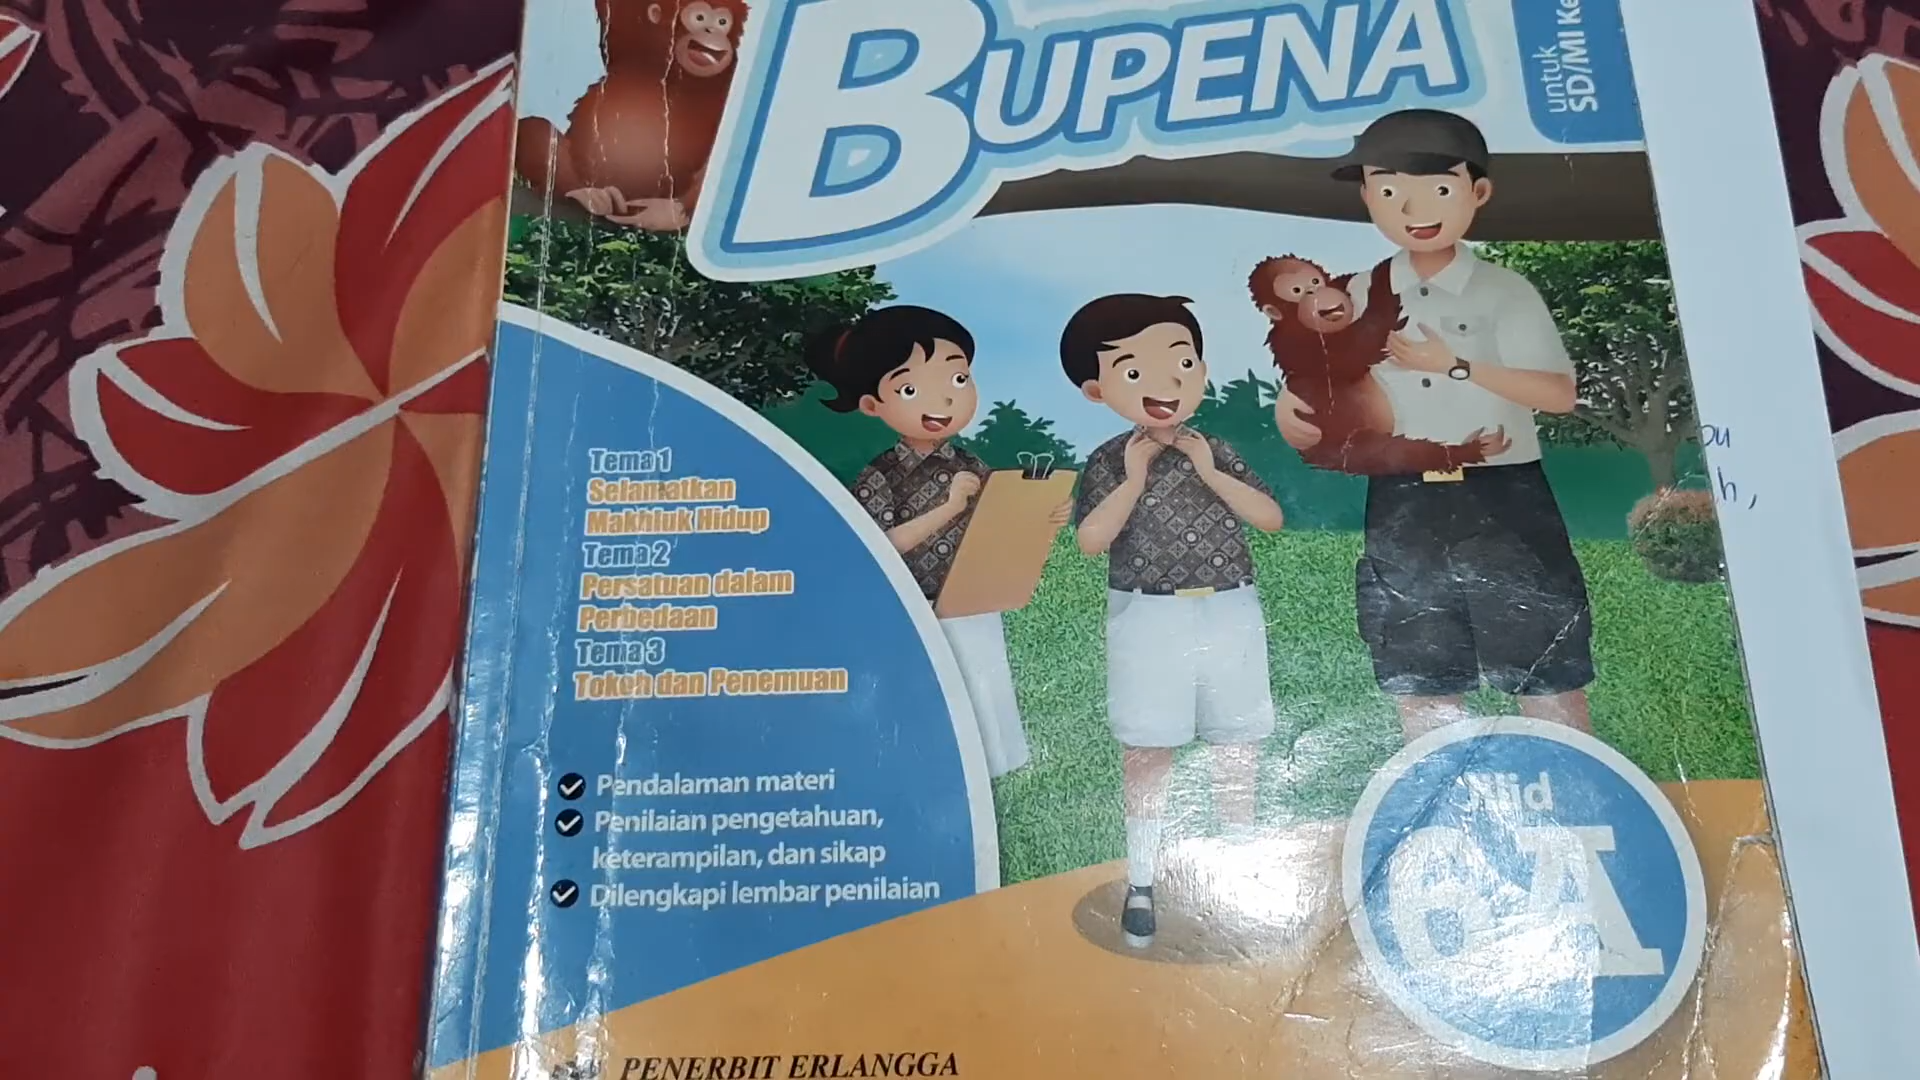 BUPENA
untuk
SD/MI Ke
Tema 1
Selamatkan
Makhluk Hidup
Tema 2
Persatuan dalam
Perbedaan
Tema 3
Tokoh dan Penemuan
Pendalaman materi
Penilaian pengetahuan,
keterampilan, dan sikap
Dilengkapi lembar penilaian
Jilid
6A
PENERBIT ERLANGGA